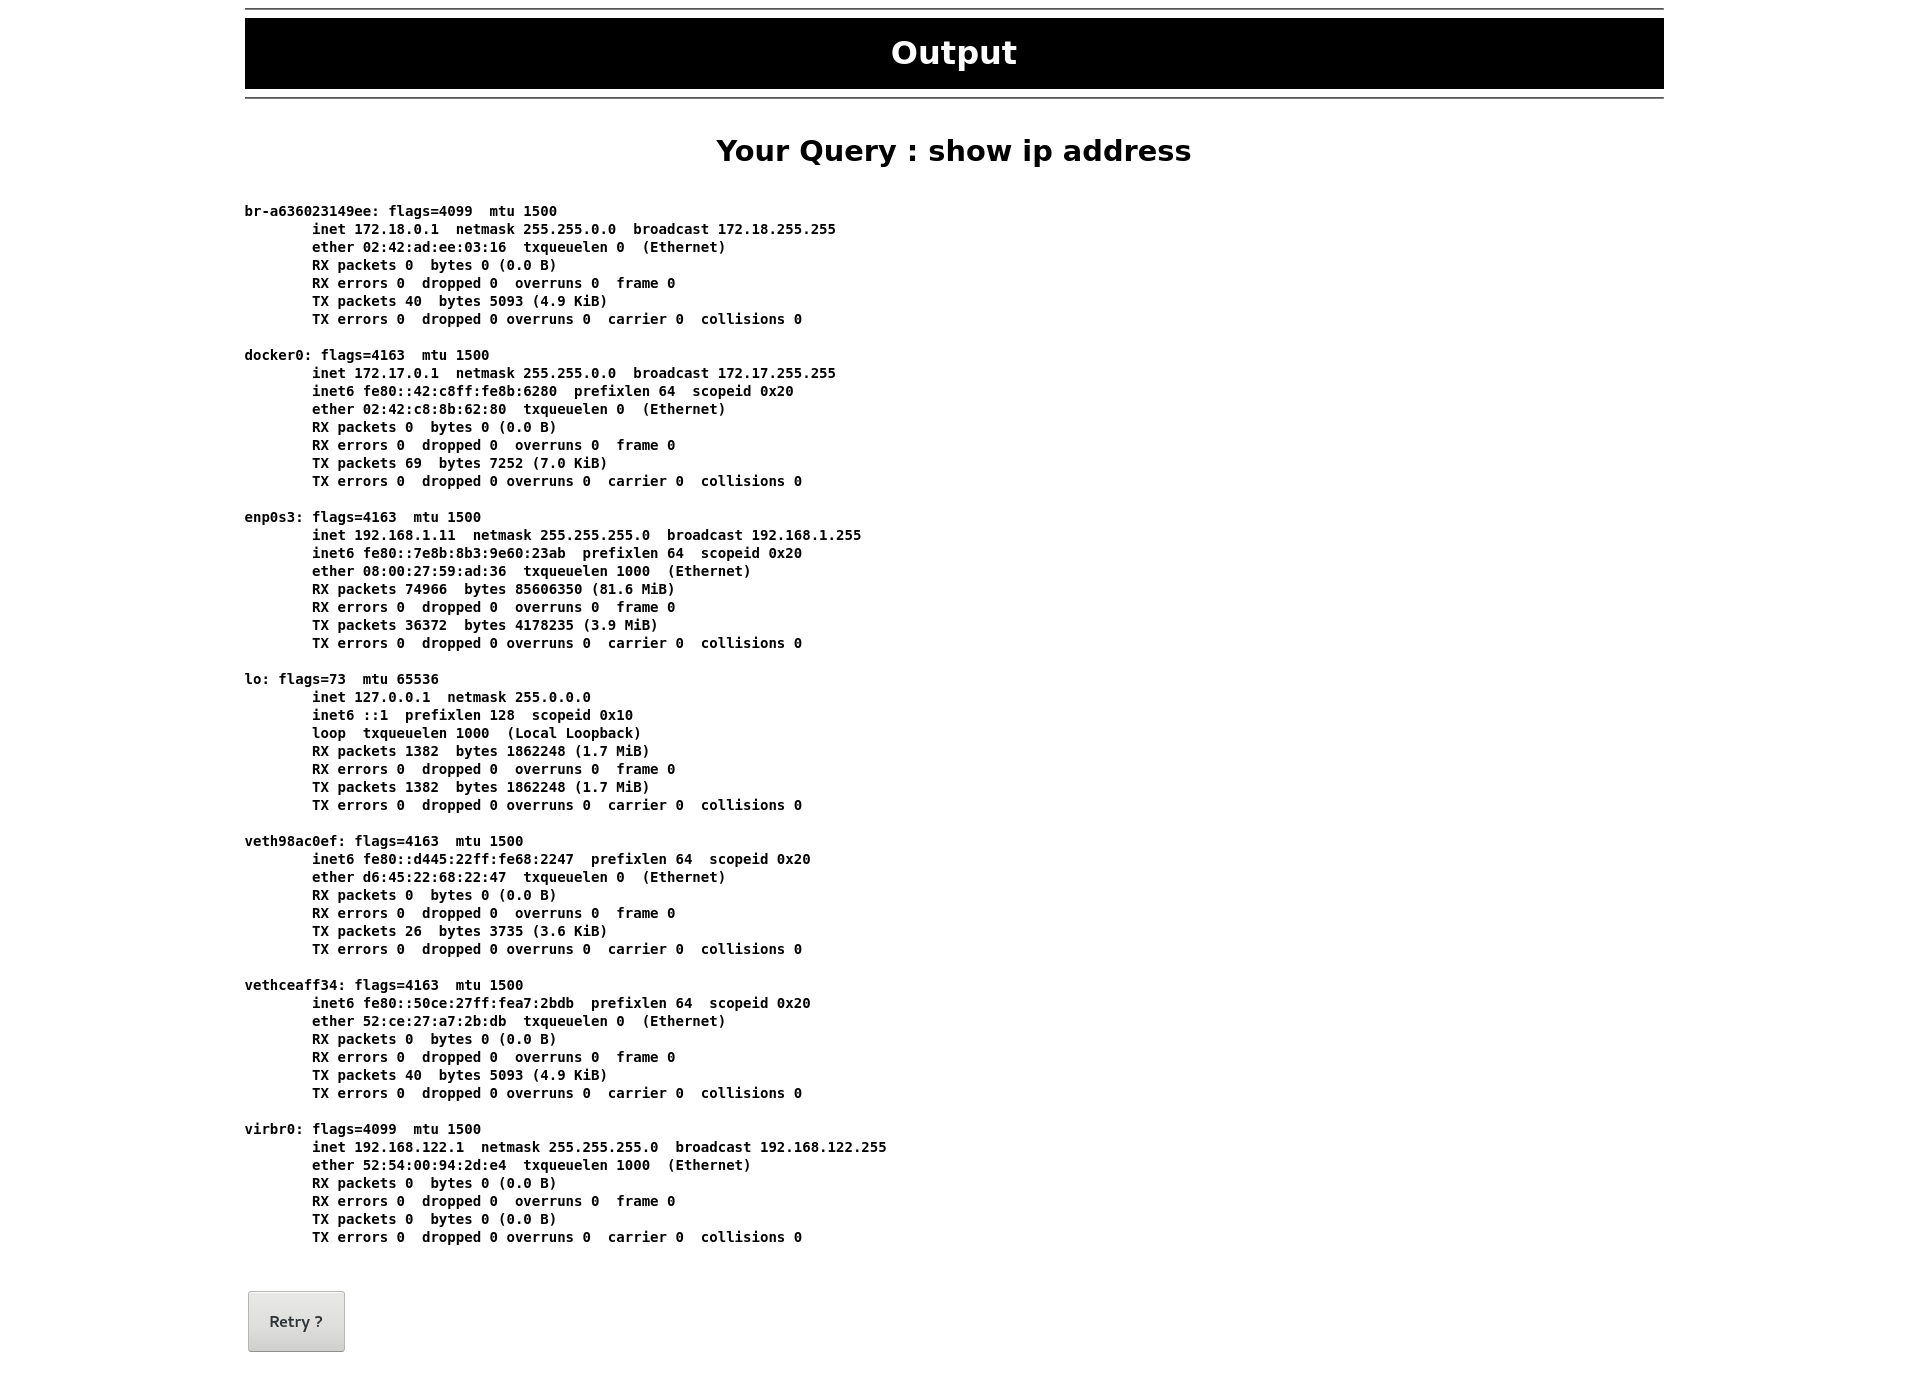 Output
Your Query : show ip address
br-a636023149ee: flags=4099  mtu 1500
        inet 172.18.0.1  netmask 255.255.0.0  broadcast 172.18.255.255
        ether 02:42:ad:ee:03:16  txqueuelen 0  (Ethernet)
        RX packets 0  bytes 0 (0.0 B)
        RX errors 0  dropped 0  overruns 0  frame 0
        TX packets 40  bytes 5093 (4.9 KiB)
        TX errors 0  dropped 0 overruns 0  carrier 0  collisions 0

docker0: flags=4163  mtu 1500
        inet 172.17.0.1  netmask 255.255.0.0  broadcast 172.17.255.255
        inet6 fe80::42:c8ff:fe8b:6280  prefixlen 64  scopeid 0x20
        ether 02:42:c8:8b:62:80  txqueuelen 0  (Ethernet)
        RX packets 0  bytes 0 (0.0 B)
        RX errors 0  dropped 0  overruns 0  frame 0
        TX packets 69  bytes 7252 (7.0 KiB)
        TX errors 0  dropped 0 overruns 0  carrier 0  collisions 0

enp0s3: flags=4163  mtu 1500
        inet 192.168.1.11  netmask 255.255.255.0  broadcast 192.168.1.255
        inet6 fe80::7e8b:8b3:9e60:23ab  prefixlen 64  scopeid 0x20
        ether 08:00:27:59:ad:36  txqueuelen 1000  (Ethernet)
        RX packets 74966  bytes 85606350 (81.6 MiB)
        RX errors 0  dropped 0  overruns 0  frame 0
        TX packets 36372  bytes 4178235 (3.9 MiB)
        TX errors 0  dropped 0 overruns 0  carrier 0  collisions 0

lo: flags=73  mtu 65536
        inet 127.0.0.1  netmask 255.0.0.0
        inet6 ::1  prefixlen 128  scopeid 0x10
        loop  txqueuelen 1000  (Local Loopback)
        RX packets 1382  bytes 1862248 (1.7 MiB)
        RX errors 0  dropped 0  overruns 0  frame 0
        TX packets 1382  bytes 1862248 (1.7 MiB)
        TX errors 0  dropped 0 overruns 0  carrier 0  collisions 0

veth98ac0ef: flags=4163  mtu 1500
        inet6 fe80::d445:22ff:fe68:2247  prefixlen 64  scopeid 0x20
        ether d6:45:22:68:22:47  txqueuelen 0  (Ethernet)
        RX packets 0  bytes 0 (0.0 B)
        RX errors 0  dropped 0  overruns 0  frame 0
        TX packets 26  bytes 3735 (3.6 KiB)
        TX errors 0  dropped 0 overruns 0  carrier 0  collisions 0

vethceaff34: flags=4163  mtu 1500
        inet6 fe80::50ce:27ff:fea7:2bdb  prefixlen 64  scopeid 0x20
        ether 52:ce:27:a7:2b:db  txqueuelen 0  (Ethernet)
        RX packets 0  bytes 0 (0.0 B)
        RX errors 0  dropped 0  overruns 0  frame 0
        TX packets 40  bytes 5093 (4.9 KiB)
        TX errors 0  dropped 0 overruns 0  carrier 0  collisions 0

virbr0: flags=4099  mtu 1500
        inet 192.168.122.1  netmask 255.255.255.0  broadcast 192.168.122.255
        ether 52:54:00:94:2d:e4  txqueuelen 1000  (Ethernet)
        RX packets 0  bytes 0 (0.0 B)
        RX errors 0  dropped 0  overruns 0  frame 0
        TX packets 0  bytes 0 (0.0 B)
        TX errors 0  dropped 0 overruns 0  carrier 0  collisions 0

Retry ?